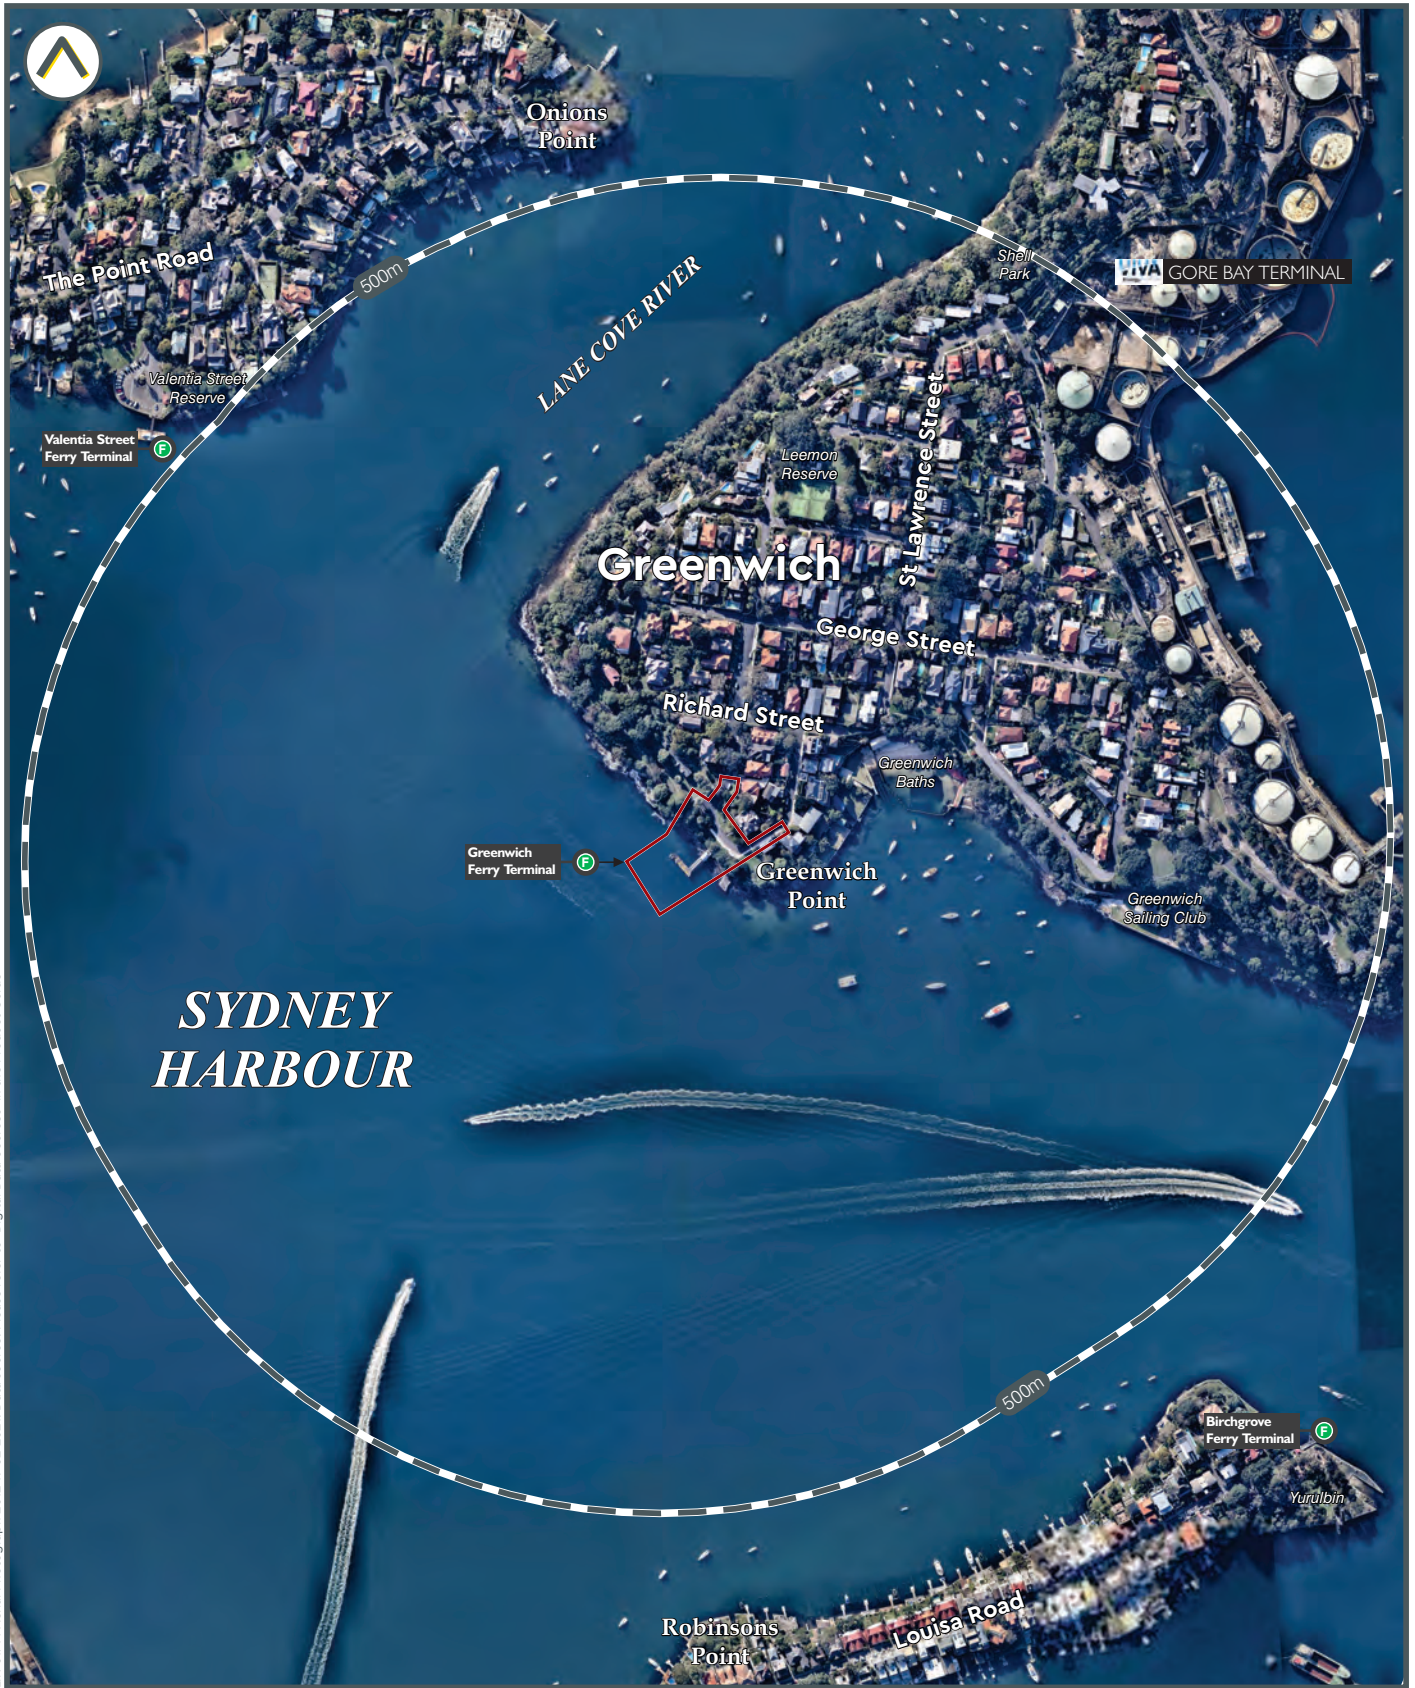 Onions
Point
The Point Road
500m
LANE COVE RIVER
Shell
Park
VIVA
GORE BAY TERMINAL
Valentia Street
Reserve
Valentia Street
Ferry Terminal
F
Leemon
Reserve
St Lawrence Street
Greenwich
George Street
Richard Street
Greenwich
Baths
Greenwich
Ferry Terminal
F
Greenwich
Point
Greenwich
Sailing Club
SYDNEY
HARBOUR
500m
Birchgrove
Ferry Terminal
F
Yurulbin
Louisa Road
Robinsons
Point